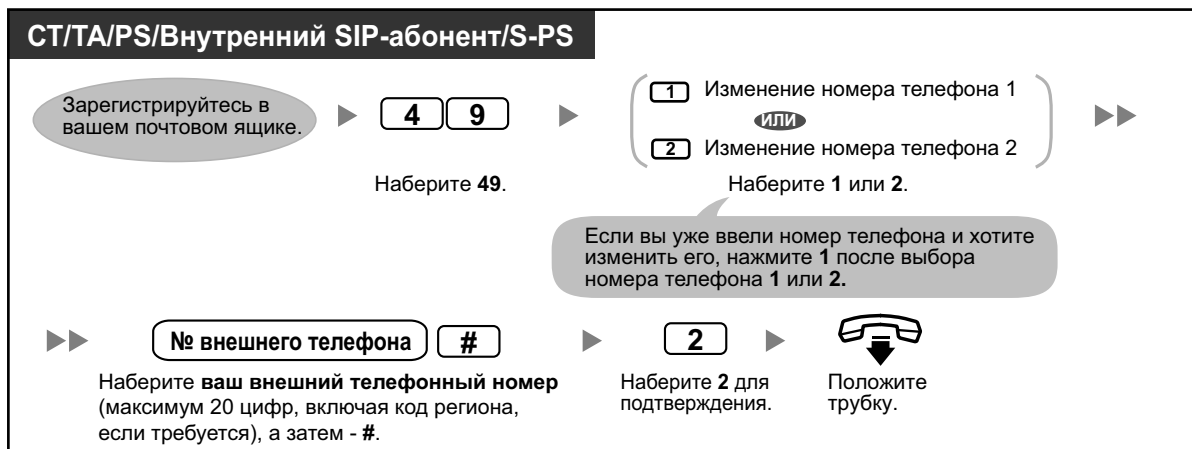 СТ/ТА/PS/Внутренний SIP-абонент/S-PS
Зарегистрируйтесь в
вашем почтовом ящике.
4 9
Наберите 49.
1 Изменение номера телефона 1
ИЛИ
2 Изменение номера телефона 2
Наберите 1 или 2.
Если вы уже ввели номер телефона и хотите
изменить его, нажмите 1 после выбора
номера телефона 1 или 2.
№ внешнего телефона #
Наберите ваш внешний телефонный номер
(максимум 20 цифр, включая код региона,
если требуется), а затем - #.
2
Наберите 2 для
подтверждения.
Положите
трубку.